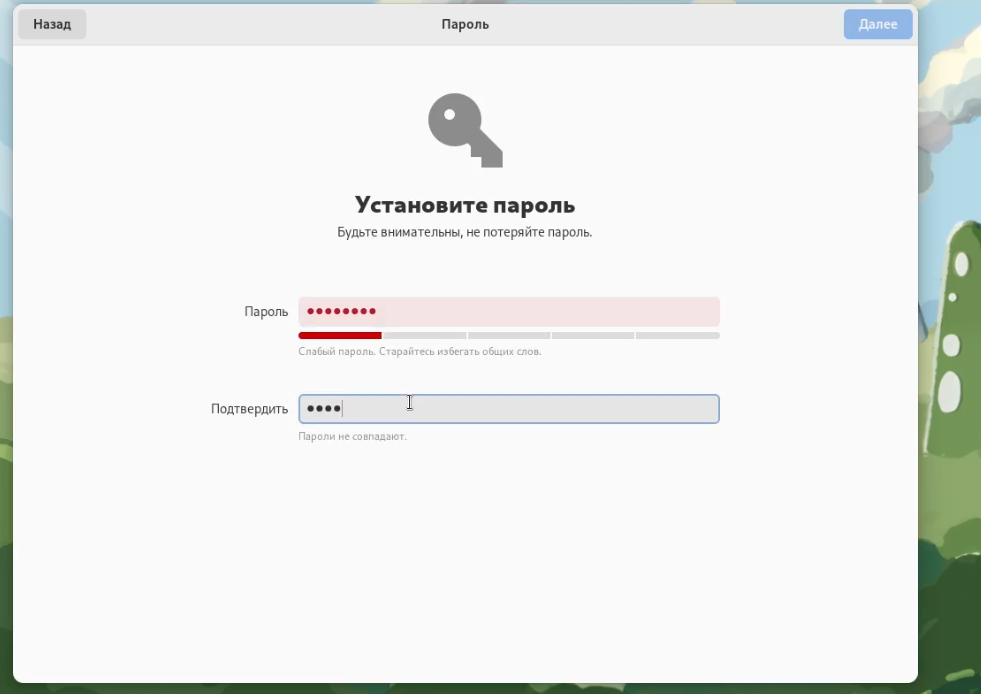 Назад
Пароль
Далее
Установите пароль
Будьте внимательны, не потеряйте пароль.
Пароль
••••••••
Слабый пароль. Старайтесь избегать общих слов.
Подтвердить
••••
Пароли не совпадают.